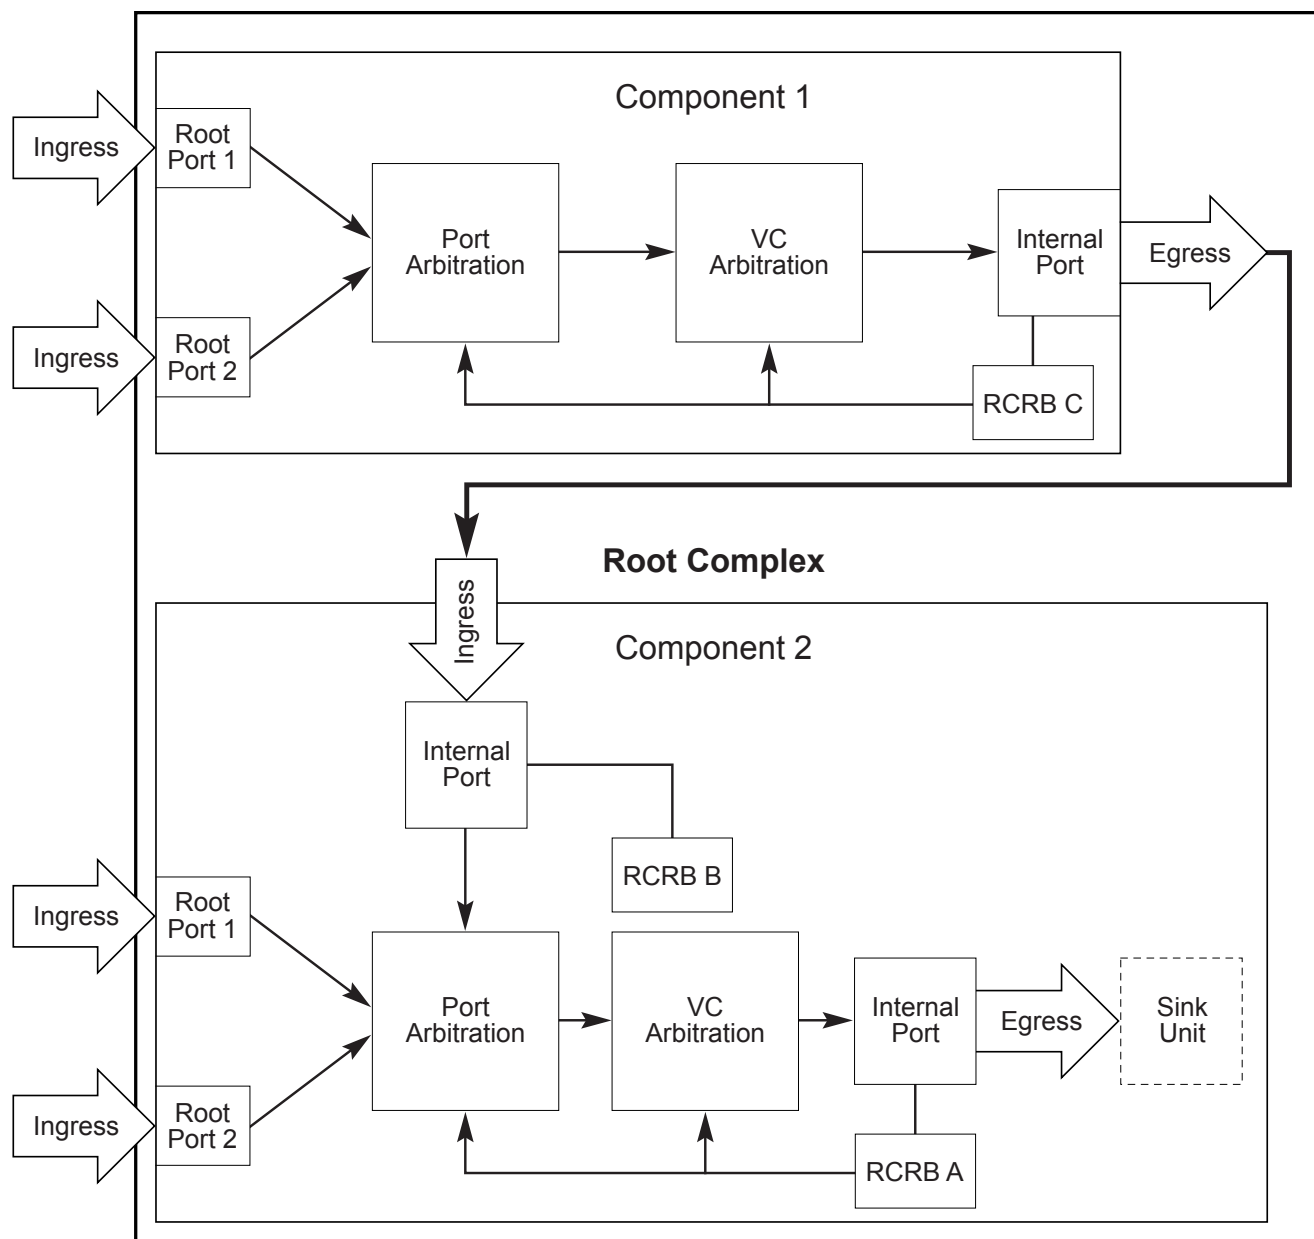 Component 1
Ingress
Root
Port 1
Port
Arbitration
VC
Arbitration
Internal
Port
Egress
Ingress
Root
Port 2
RCRB C
Root Complex
Ingress
Component 2
Internal
Port
RCRB B
Ingress
Root
Port 1
Port
Arbitration
VC
Arbitration
Internal
Port
Egress
Sink
Unit
Ingress
Root
Port 2
RCRB A